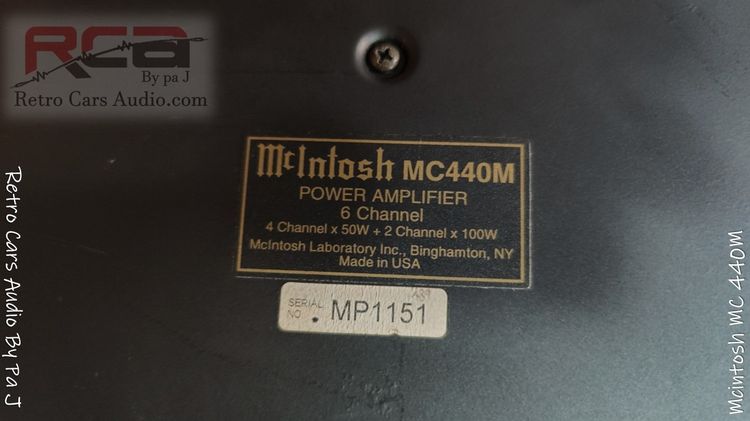 RCA
By pa J
Retro Cars Audio.com
McIntosh MC440M
POWER AMPLIFIER
6 Channel
4 Channel x 50W + 2 Channel x 100W
McIntosh Laboratory Inc., Binghamton, NY
Made in USA
SERIAL
NO. MP1151
Retro Cars Audio By Pa J
Mcintosh MC 440M